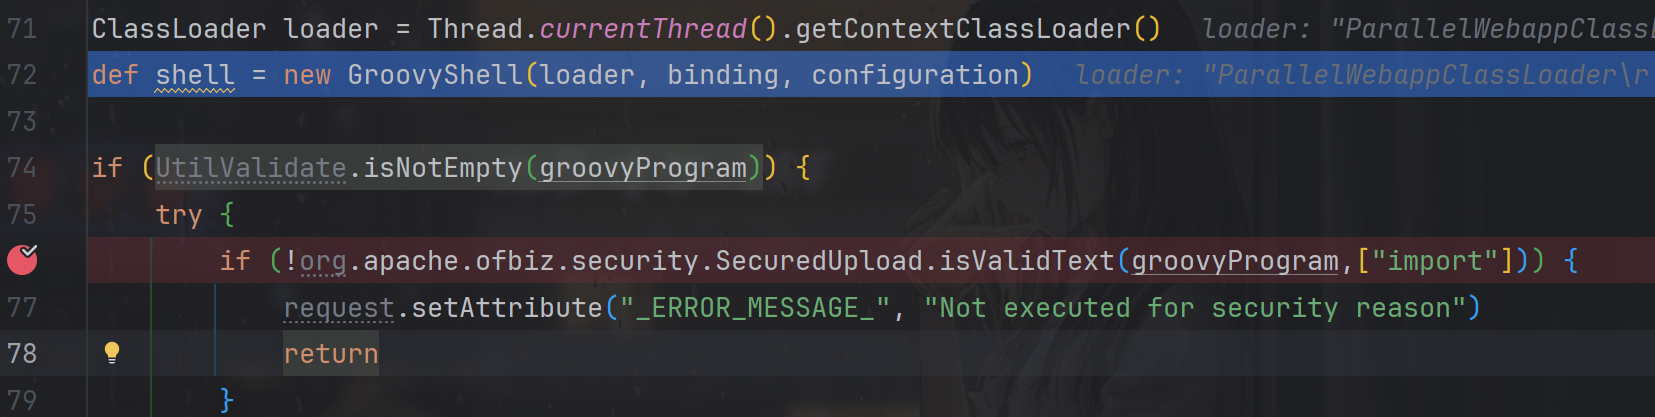 71 ClassLoader loader = Thread.currentThread().getContextClassLoader() loader: "ParallelWebappClassL
72 def shell = new GroovyShell(loader, binding, configuration) loader: "ParallelWebappClassLoader\r
73
74 if (UtilValidate.isNotEmpty(groovyProgram)) {
75 try {
if (!org.apache.ofbiz.security.SecuredUpload.isValidText(groovyProgram,["import"])) {
77 request.setAttribute("_ERROR_MESSAGE_", "Not executed for security reason")
78 return
79 }